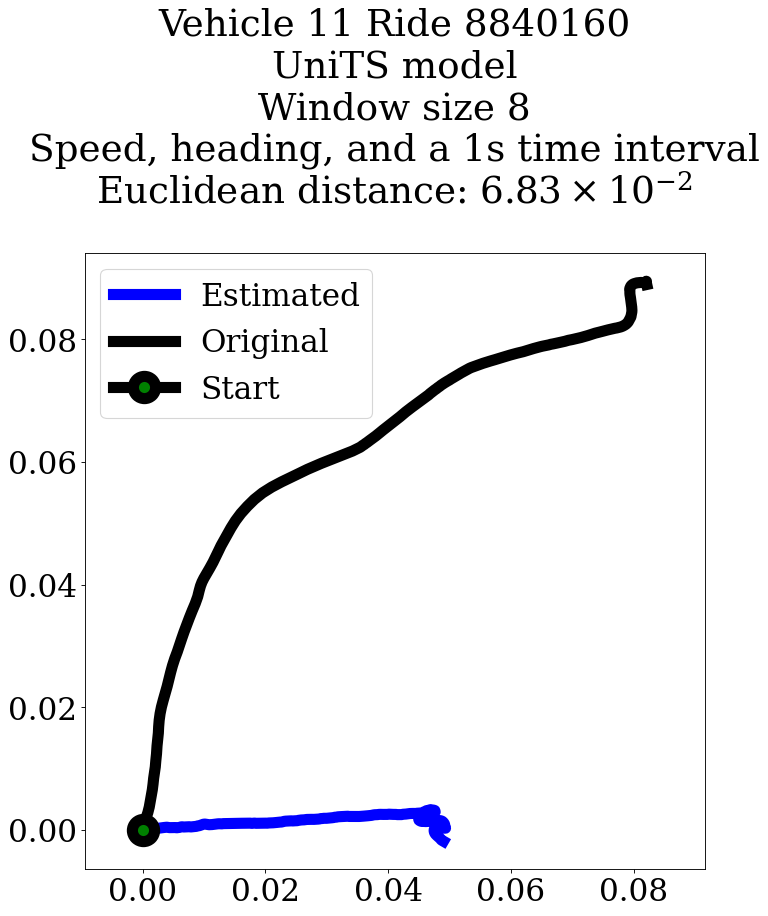 Vehicle 11 Ride 8840160
UniTS model
Window size 8
Speed, heading, and a 1s time interval
Euclidean distance: 6.83 × 10⁻²
Estimated
Original
Start
0.08
0.06
0.04
0.02
0.00
0.00 0.02 0.04 0.06 0.08